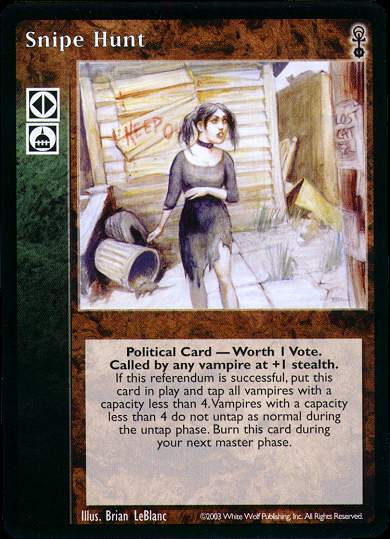 Snipe Hunt
KEEP O
LOST
CAT
Political Card — Worth 1 Vote.
Called by any vampire at +1 stealth.
If this referendum is successful, put this
card in play and tap all vampires with a
capacity less than 4. Vampires with a capacity
less than 4 do not untap as normal during
the untap phase. Burn this card during
your next master phase.
Illus. Brian LeBlanc ©2003 White Wolf Publishing, Inc. All Rights Reserved.